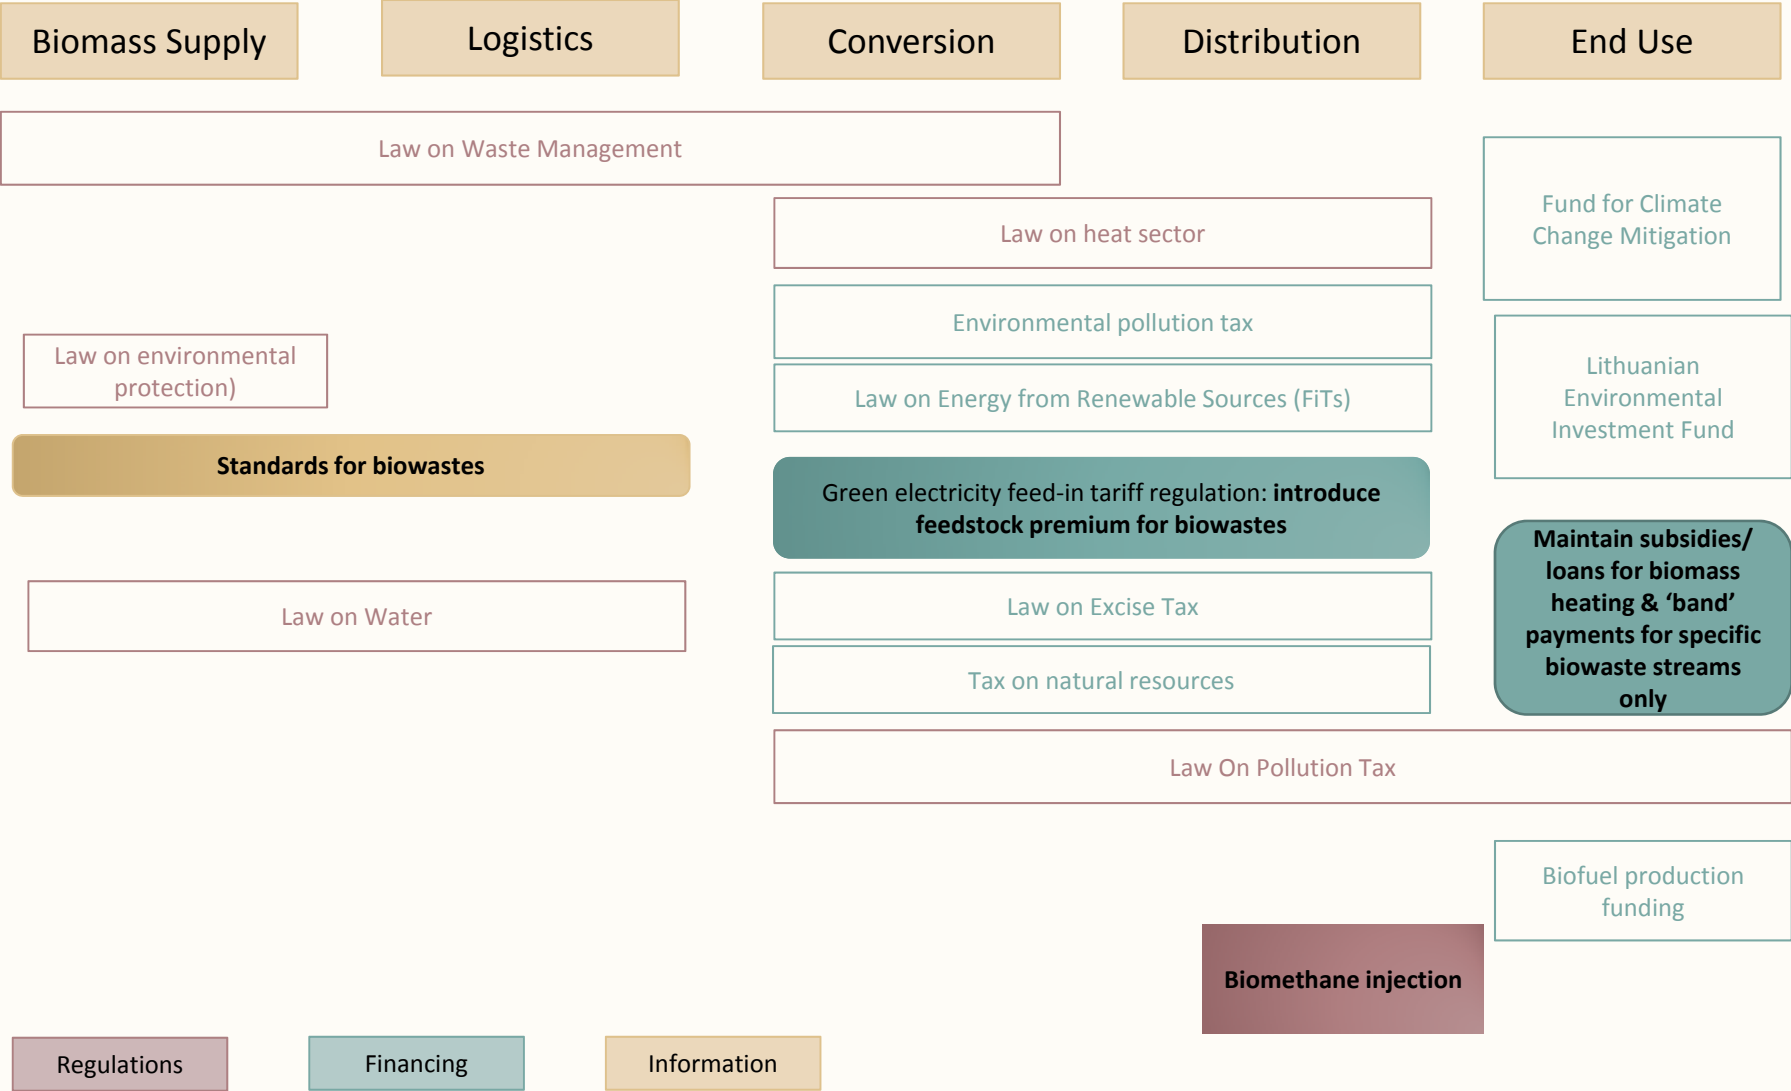 Biomass Supply
Logistics
Conversion
Distribution
End Use
Law on Waste Management
Fund for Climate
Change Mitigation
Law on heat sector
Environmental pollution tax
Law on environmental
protection)
Law on Energy from Renewable Sources (FiTs)
Lithuanian
Environmental
Investment Fund
Standards for biowastes
Green electricity feed-in tariff regulation: introduce
feedstock premium for biowastes
Maintain subsidies/
loans for biomass
heating & ‘band’
payments for specific
biowaste streams
only
Law on Water
Law on Excise Tax
Tax on natural resources
Law On Pollution Tax
Biofuel production
funding
Biomethane injection
Regulations
Financing
Information